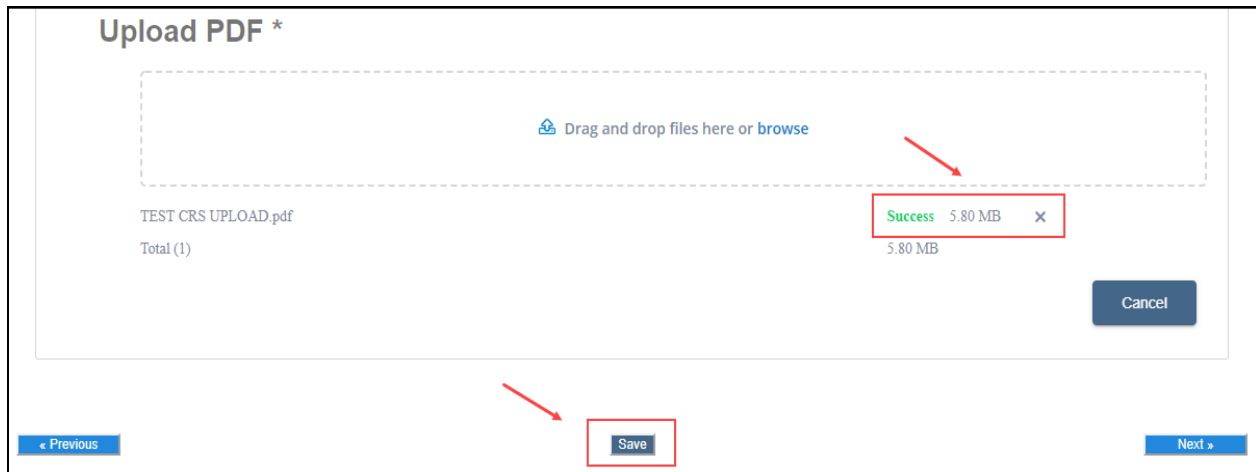 Upload PDF *
Drag and drop files here or browse
TEST CRS UPLOAD.pdf Success 5.80 MB ×
Total (1) 5.80 MB
Cancel
« Previous Save Next »